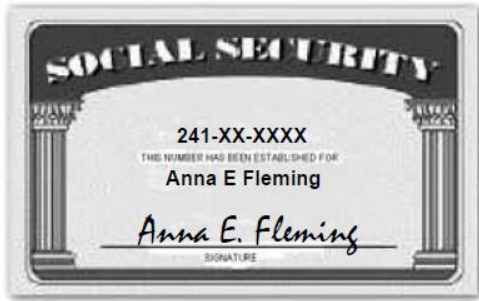 SOCIAL SECURITY
241-XX-XXXX
THIS NUMBER HAS BEEN ESTABLISHED FOR
Anna E Fleming
Anna E. Fleming
SIGNATURE